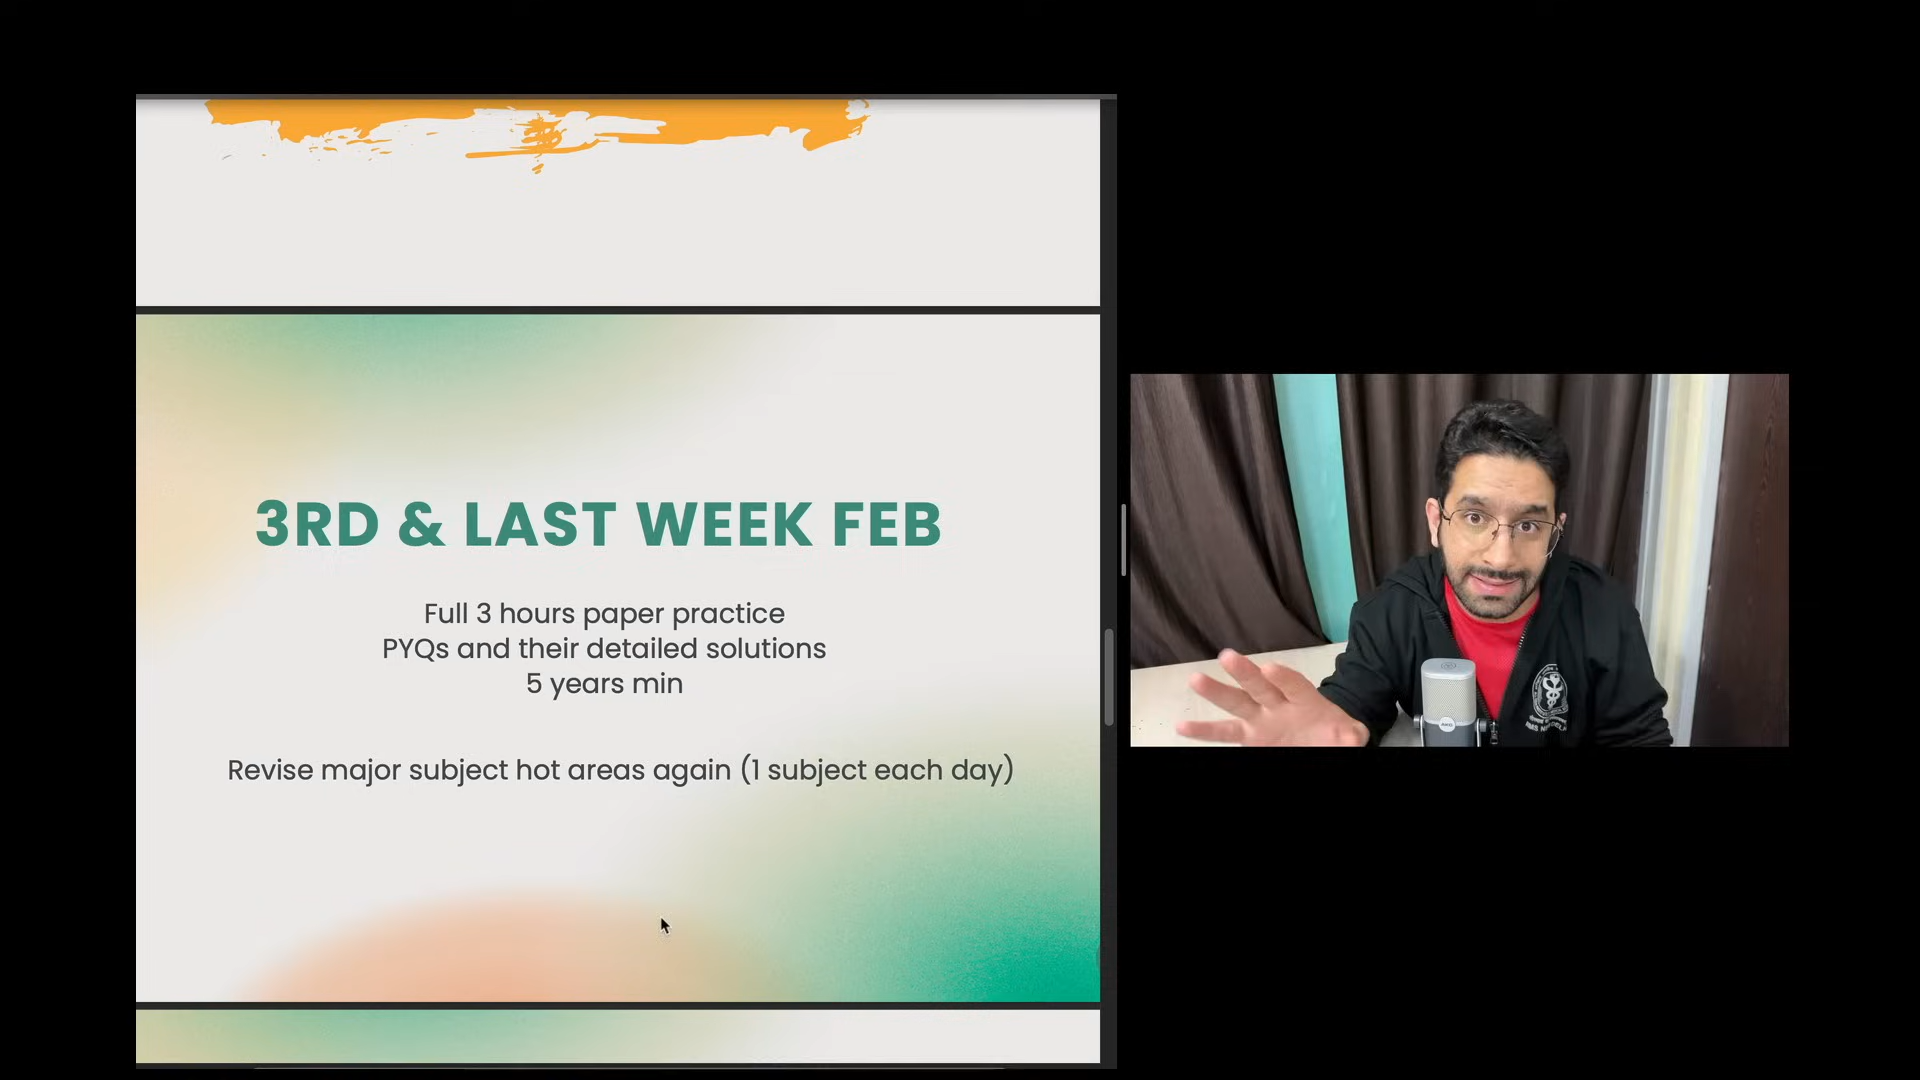 3RD & LAST WEEK FEB
Full 3 hours paper practice
PYQs and their detailed solutions
5 years min
Revise major subject hot areas again (1 subject each day)